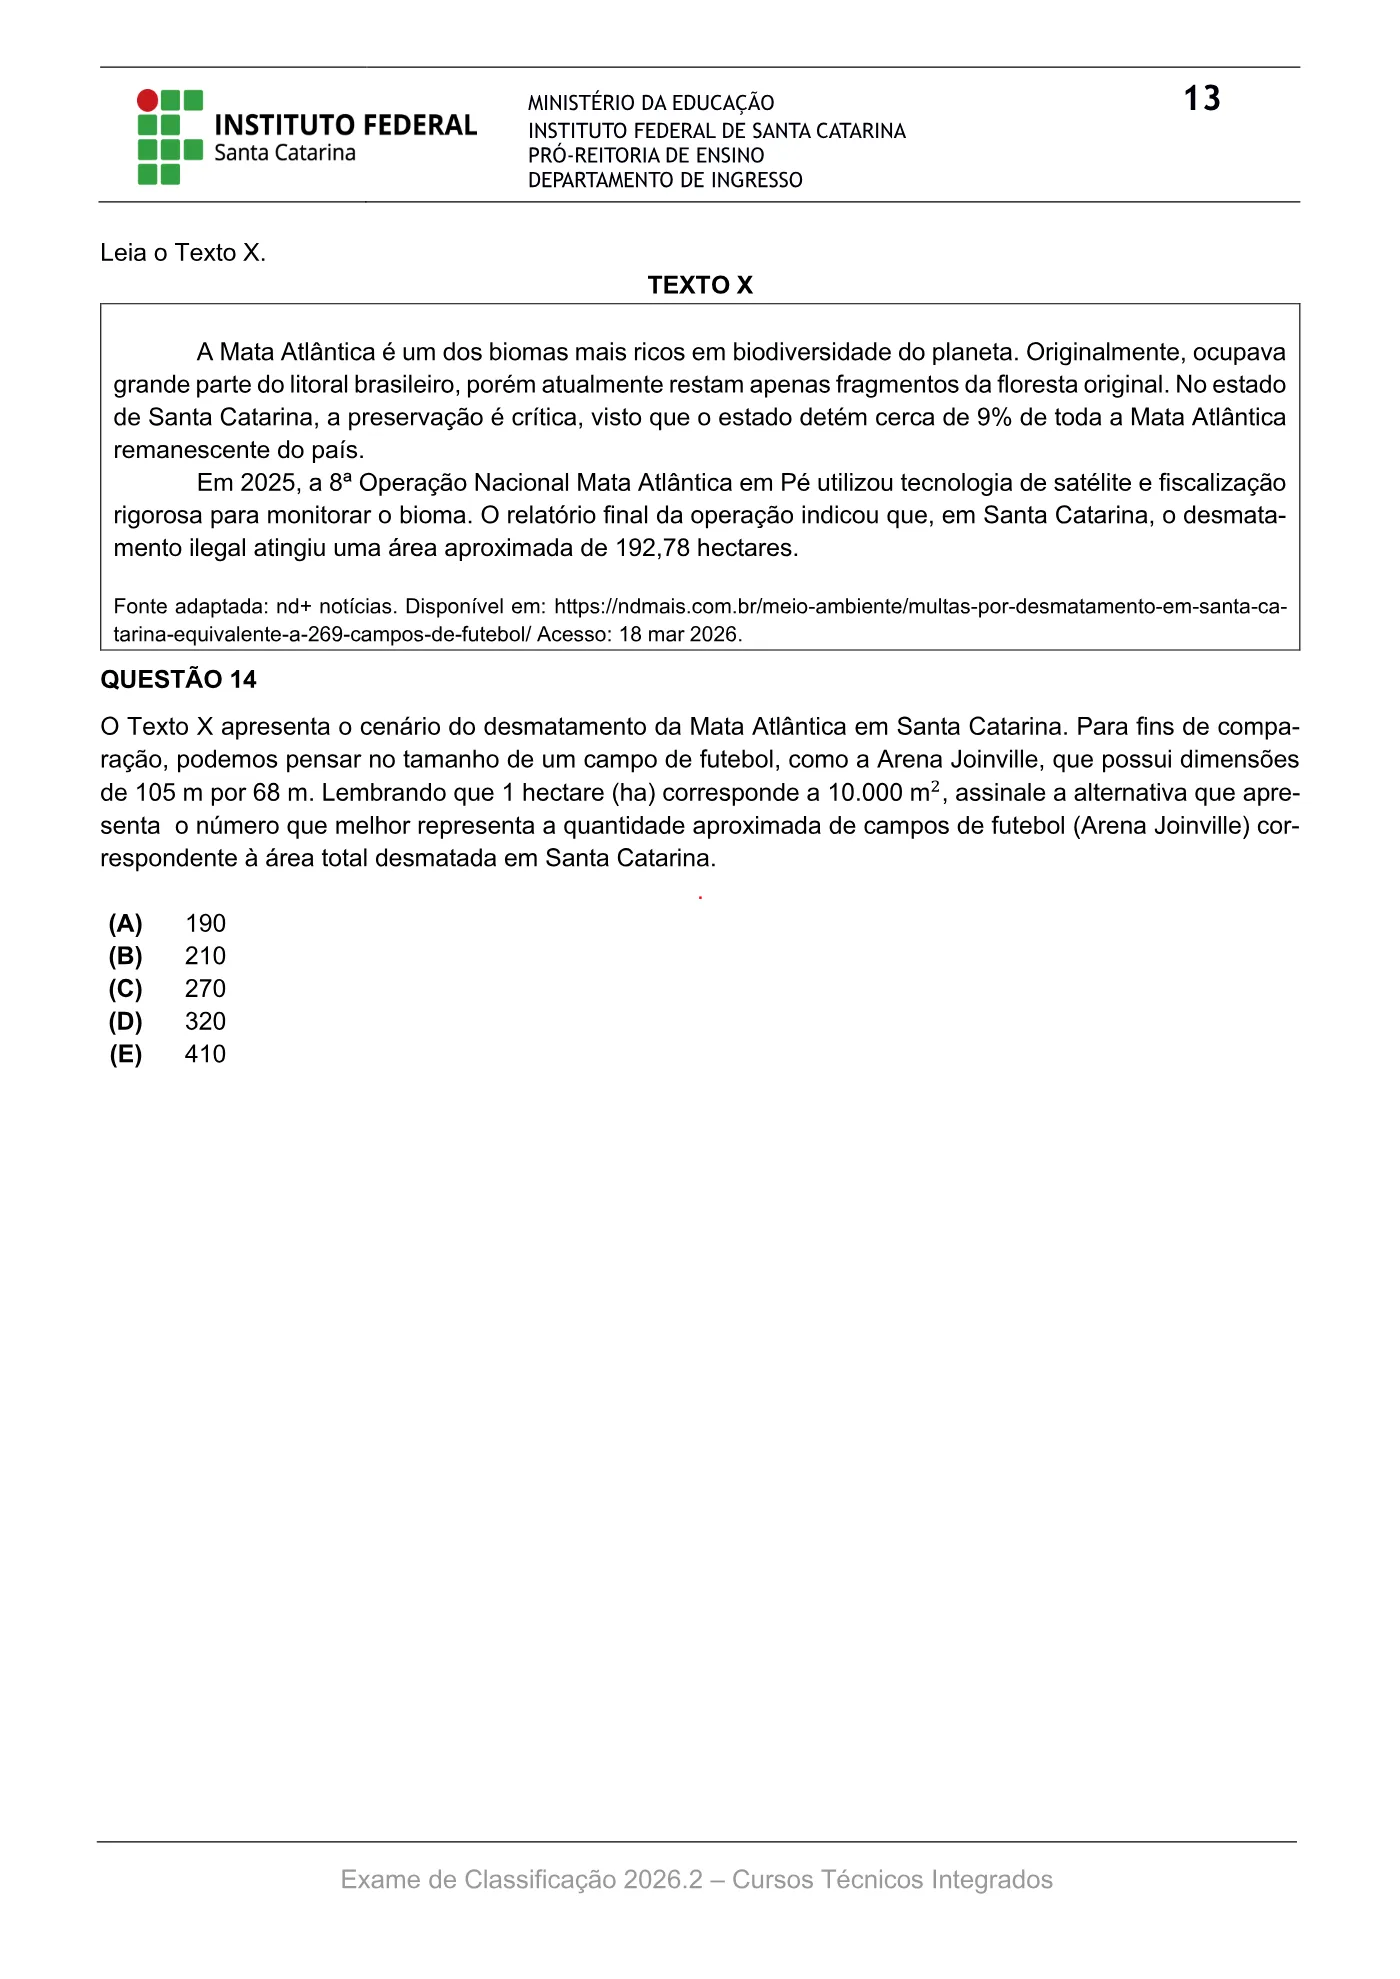 INSTITUTO FEDERAL
Santa Catarina
MINISTÉRIO DA EDUCAÇÃO
INSTITUTO FEDERAL DE SANTA CATARINA
PRÓ-REITORIA DE ENSINO
DEPARTAMENTO DE INGRESSO
13
Leia o Texto X.
TEXTO X
A Mata Atlântica é um dos biomas mais ricos em biodiversidade do planeta. Originalmente, ocupava
grande parte do litoral brasileiro, porém atualmente restam apenas fragmentos da floresta original. No estado
de Santa Catarina, a preservação é crítica, visto que o estado detém cerca de 9% de toda a Mata Atlântica
remanescente do país.
Em 2025, a 8ª Operação Nacional Mata Atlântica em Pé utilizou tecnologia de satélite e fiscalização
rigorosa para monitorar o bioma. O relatório final da operação indicou que, em Santa Catarina, o desmata-
mento ilegal atingiu uma área aproximada de 192,78 hectares.
Fonte adaptada: nd+ notícias. Disponível em: https://ndmais.com.br/meio-ambiente/multas-por-desmatamento-em-santa-ca-
tarina-equivalente-a-269-campos-de-futebol/ Acesso: 18 mar 2026.
QUESTÃO 14
O Texto X apresenta o cenário do desmatamento da Mata Atlântica em Santa Catarina. Para fins de compa-
ração, podemos pensar no tamanho de um campo de futebol, como a Arena Joinville, que possui dimensões
de 105 m por 68 m. Lembrando que 1 hectare (ha) corresponde a 10.000 m², assinale a alternativa que apre-
senta  o número que melhor representa a quantidade aproximada de campos de futebol (Arena Joinville) cor-
respondente à área total desmatada em Santa Catarina.
(A) 190
(B) 210
(C) 270
(D) 320
(E) 410
Exame de Classificação 2026.2 – Cursos Técnicos Integrados